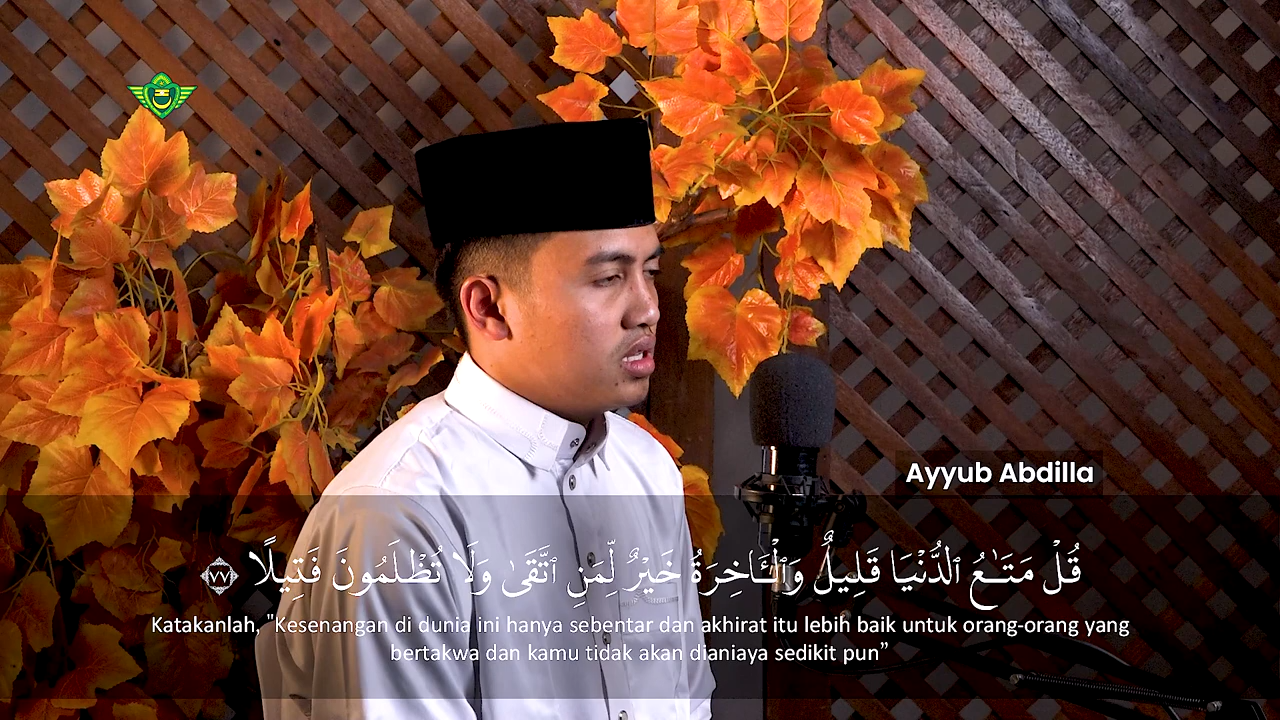 Ayyub Abdilla
قُلْ مَتَـٰعُ ٱلدُّنْيَا قَلِيلٌ وَٱلْـَٔاخِرَةُ خَيْرٌ لِّمَنِ ٱتَّقَىٰ وَلَا تُظْلَمُونَ فَتِيلًا ٧٧
Katakanlah, "Kesenangan di dunia ini hanya sebentar dan akhirat itu lebih baik untuk orang-orang yang
bertakwa dan kamu tidak akan dianiaya sedikit pun”